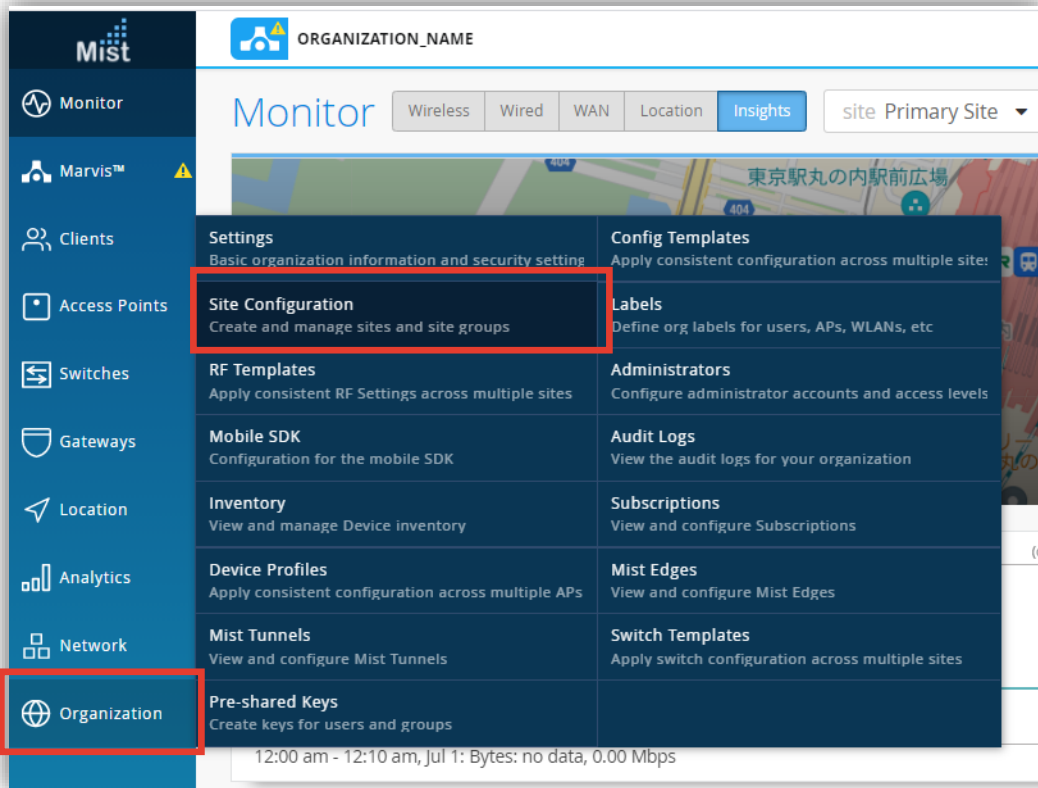 Mist
ORGANIZATION_NAME
Monitor
Monitor
Wireless
Wired
WAN
Location
Insights
site Primary Site
Marvis™
404
東京駅丸の内駅前広場
404
Clients
Settings
Basic organization information and security setting
Config Templates
Apply consistent configuration across multiple sites
Access Points
Site Configuration
Create and manage sites and site groups
Labels
Define org labels for users, APs, WLANs, etc
Switches
RF Templates
Apply consistent RF Settings across multiple sites
Administrators
Configure administrator accounts and access levels
Gateways
Mobile SDK
Configuration for the mobile SDK
Audit Logs
View the audit logs for your organization
Location
Inventory
View and manage Device inventory
Subscriptions
View and configure Subscriptions
Analytics
Device Profiles
Apply consistent configuration across multiple APs
Mist Edges
View and configure Mist Edges
Network
Mist Tunnels
View and configure Mist Tunnels
Switch Templates
Apply switch configuration across multiple sites
Organization
Pre-shared Keys
Create keys for users and groups
12:00 am - 12:10 am, Jul 1: Bytes: no data, 0.00 Mbps